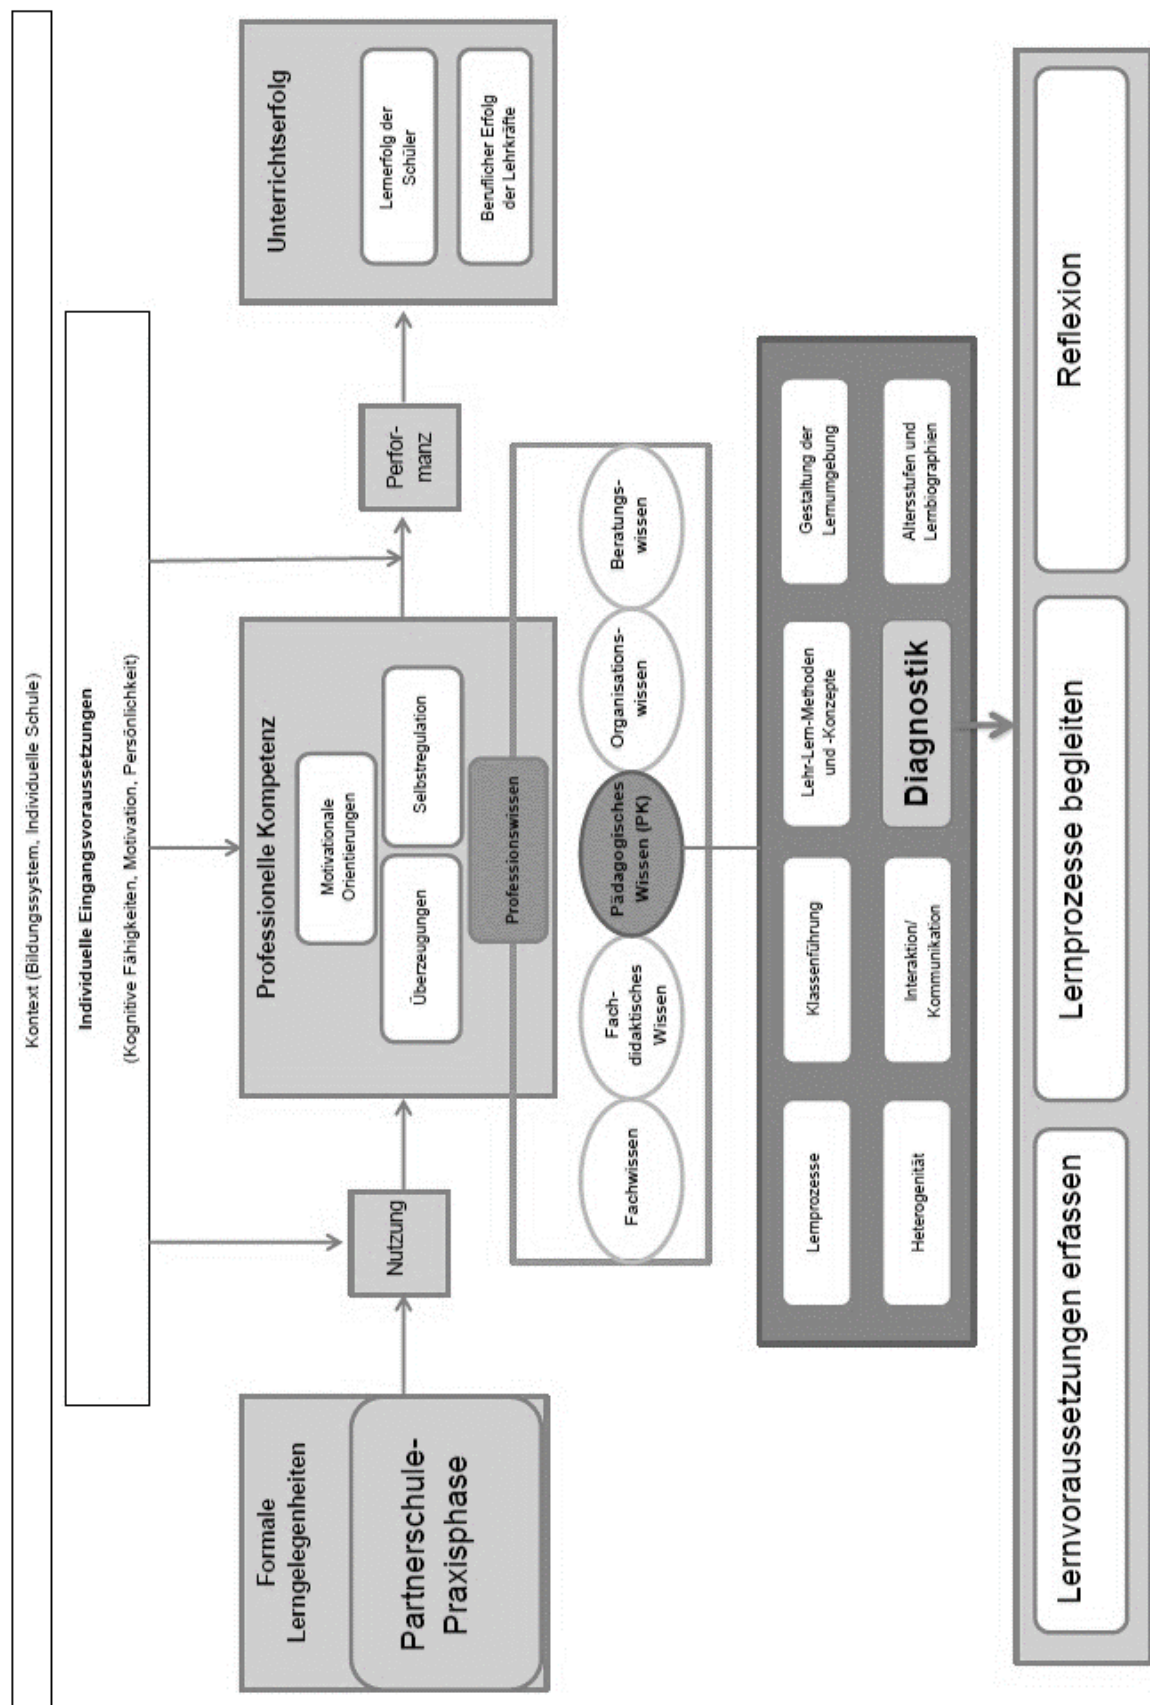 Kontext (Bildungssystem, Individuelle Schule)
Individuelle Eingangsvoraussetzungen
(Kognitive Fähigkeiten, Motivation, Persönlichkeit)
Formale
Lerngelegenheiten
Partnerschule-
Praxisphase
Nutzung
Professionelle Kompetenz
Motivationale
Orientierungen
Überzeugungen
Selbstregulation
Professionswissen
Perfor-
manz
Unterrichtserfolg
Lernerfolg der
Schüler
Beruflicher Erfolg
der Lehrkräfte
Fachwissen
Fach-
didaktisches
Wissen
Pädagogisches
Wissen (PK)
Organisations-
wissen
Beratungs-
wissen
Lernprozesse
Klassenführung
Lehr-Lern-Methoden
und -Konzepte
Gestaltung der
Lernumgebung
Heterogenität
Interaktion/
Kommunikation
Diagnostik
Altersstufen und
Lernbiographien
Lernvoraussetzungen erfassen
Lernprozesse begleiten
Reflexion